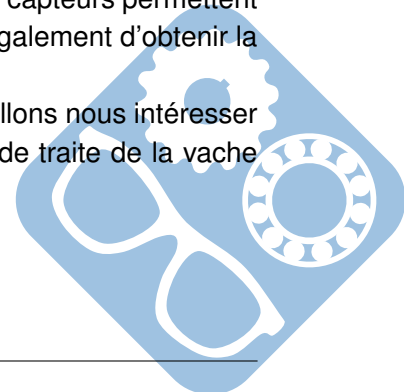 capteurs permettent
galement d'obtenir la
llons nous intéresser
de traite de la vache